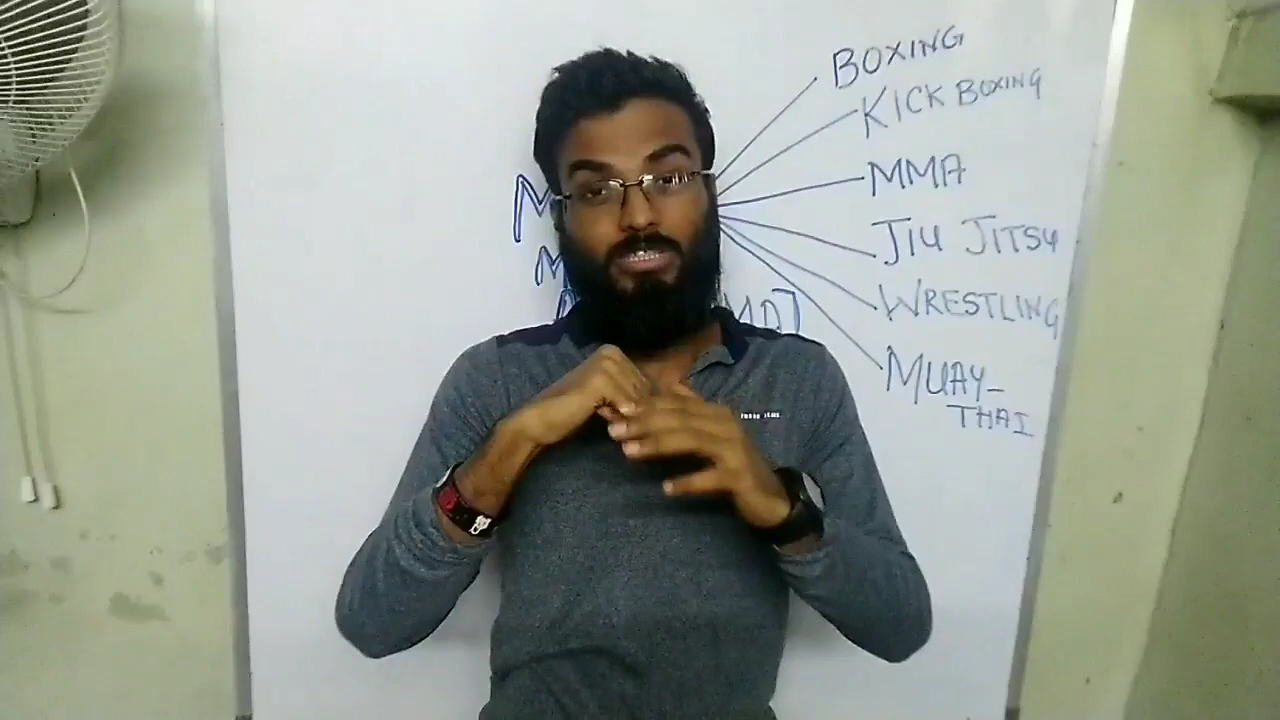 BOXING
KICK BOXING
MMA
JIU JITSU
WRESTLING
MUAY-
THAI